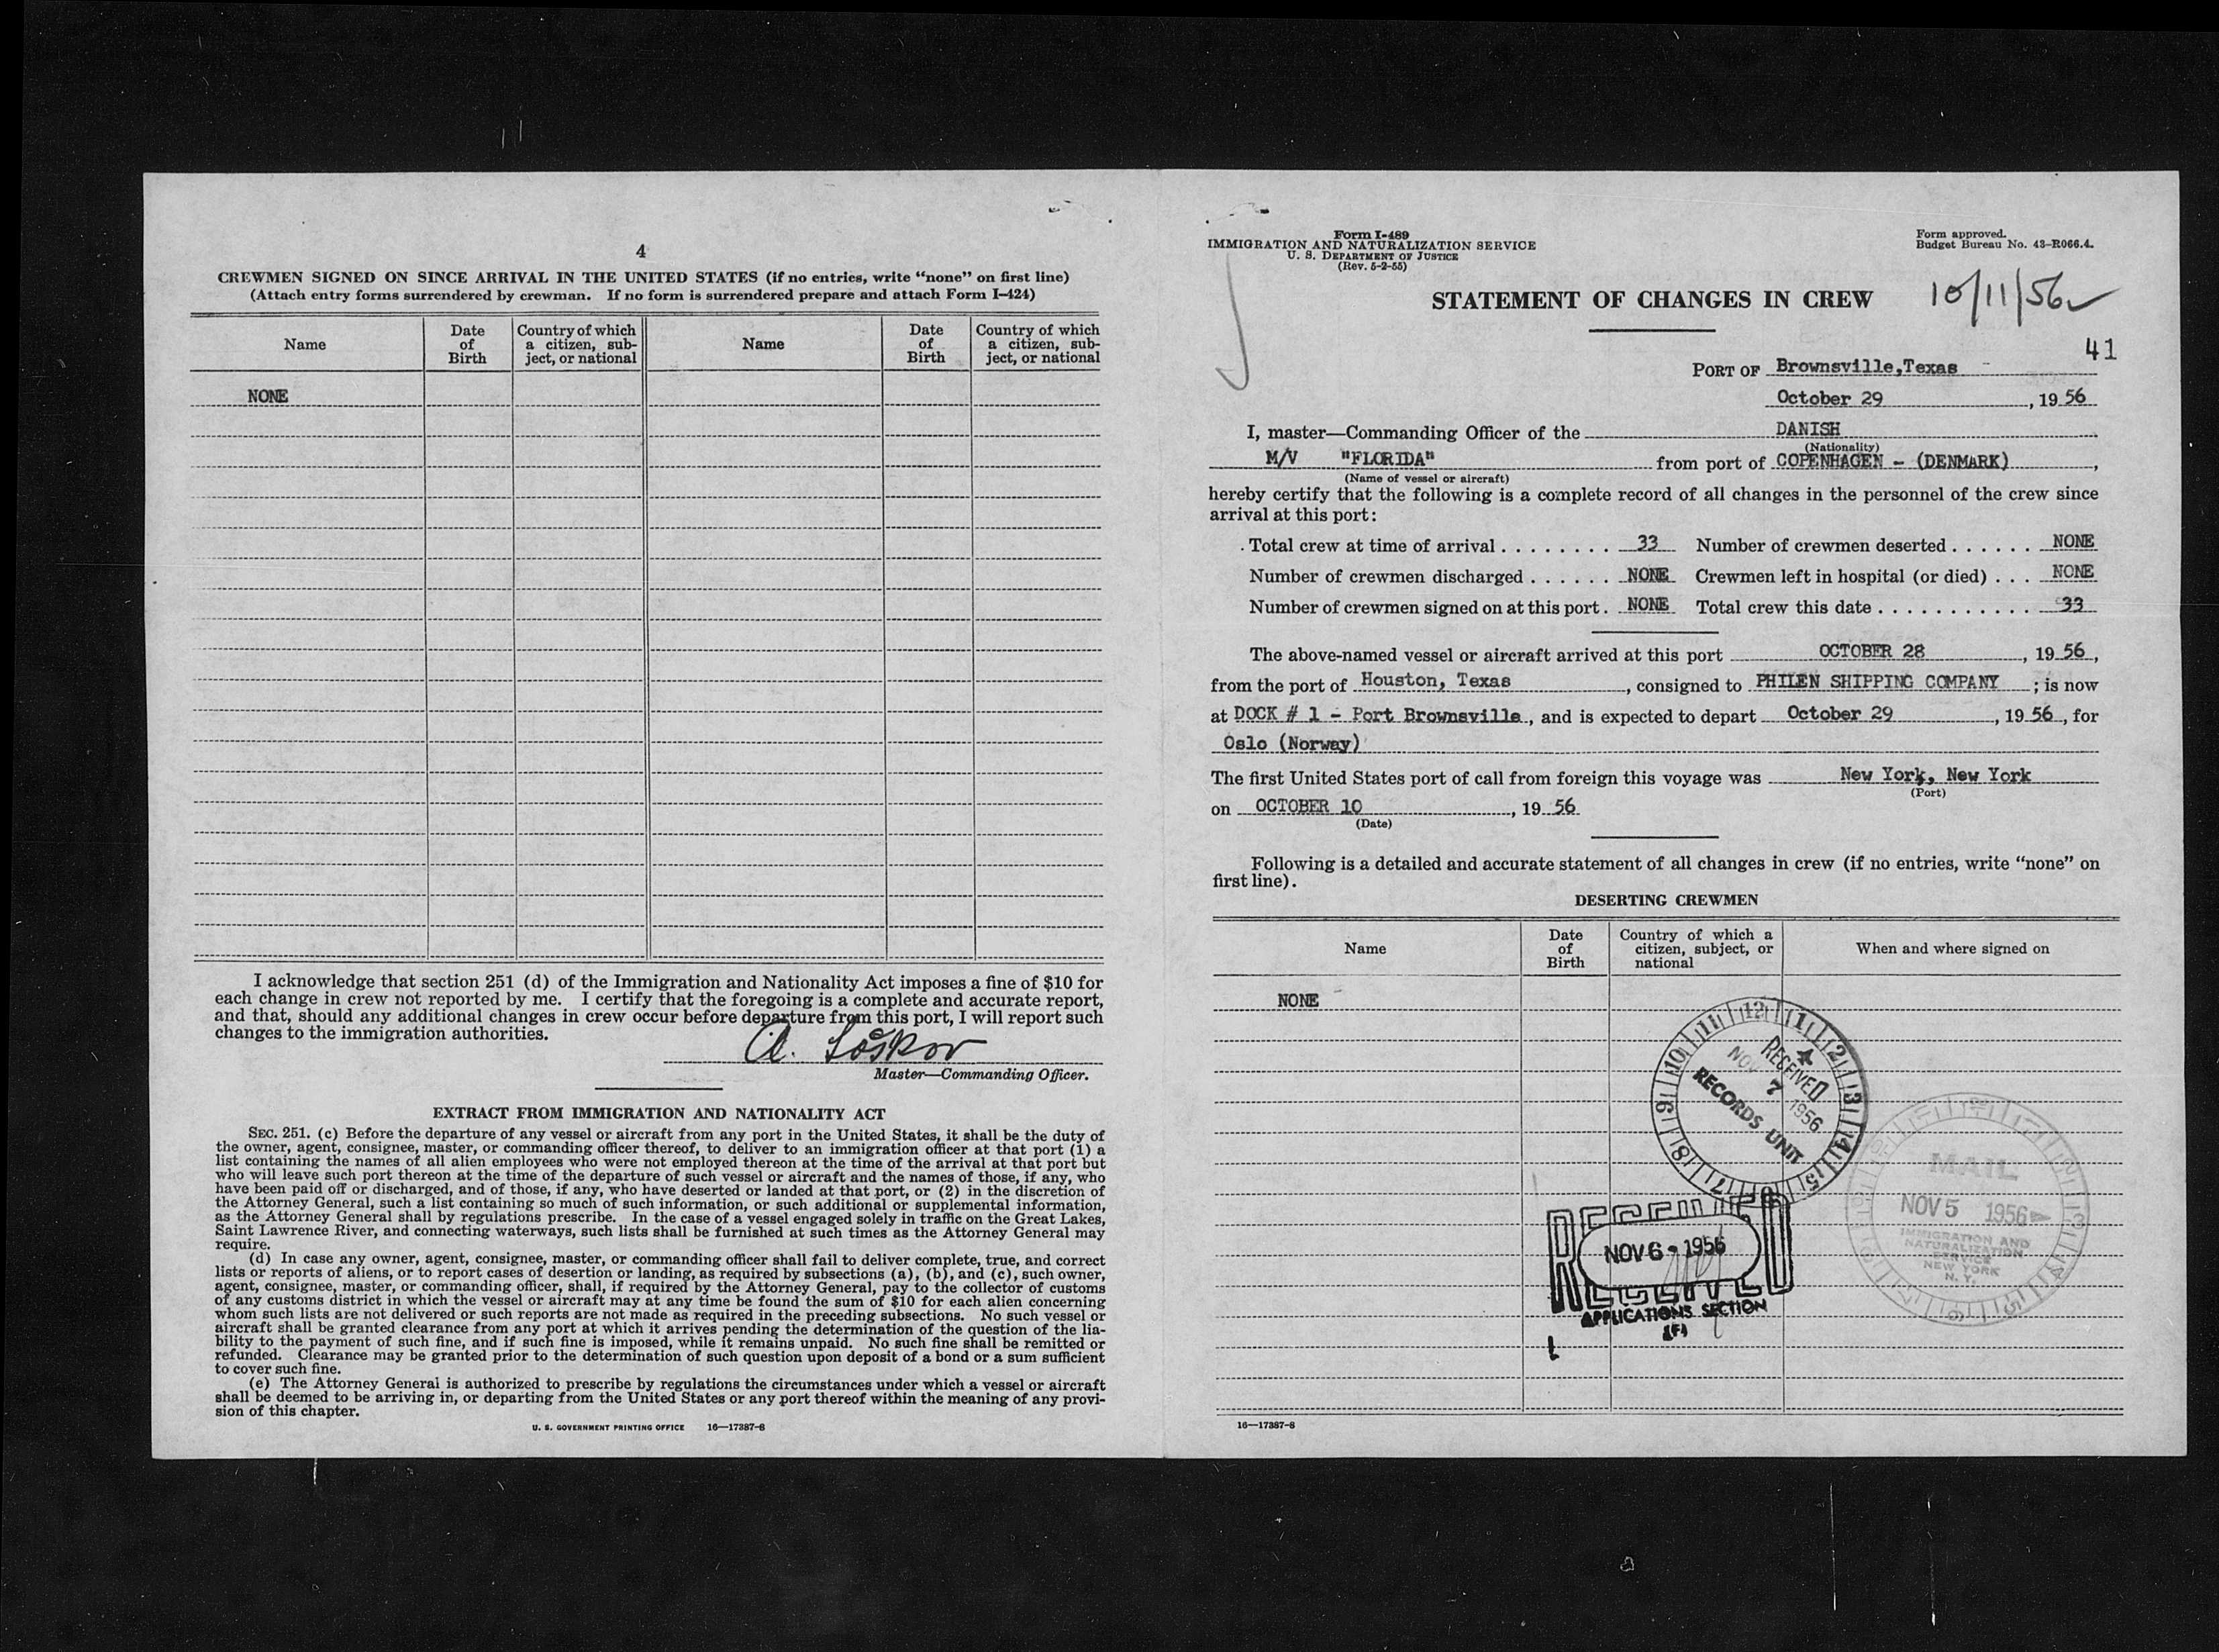 4
CREWMEN SIGNED ON SINCE ARRIVAL IN THE UNITED STATES (if no entries, write “none” on first line)
(Attach entry forms surrendered by crewman. If no form is surrendered prepare and attach Form I–424)
Name
Date of Birth
Country of which a citizen, sub-ject, or national
Name
Date of Birth
Country of which a citizen, sub-ject, or national
NONE
I acknowledge that section 251 (d) of the Immigration and Nationality Act imposes a fine of $10 for
each change in crew not reported by me. I certify that the foregoing is a complete and accurate report,
and that, should any additional changes in crew occur before departure from this port, I will report such
changes to the immigration authorities.
Master—Commanding Officer.
EXTRACT FROM IMMIGRATION AND NATIONALITY ACT
SEC. 251. (c) Before the departure of any vessel or aircraft from any port in the United States, it shall be the duty of
the owner, agent, consignee, master, or commanding officer thereof, to deliver to an immigration officer at that port (1) a
list containing the names of all alien employees who were not employed thereon at the time of the arrival at that port but
who will leave such port thereon at the time of the departure of such vessel or aircraft and the names of those, if any, who
have been paid off or discharged, and of those, if any, who have deserted or landed at that port, or (2) in the discretion of
the Attorney General, such a list containing so much of such information, or such additional or supplemental information,
as the Attorney General shall by regulations prescribe. In the case of a vessel engaged solely in traffic on the Great Lakes,
Saint Lawrence River, and connecting waterways, such lists shall be furnished at such times as the Attorney General may
require.
(d) In case any owner, agent, consignee, master, or commanding officer shall fail to deliver complete, true, and correct
lists or reports of aliens, or to report cases of desertion or landing, as required by subsections (a), (b), and (c), such owner,
agent, consignee, master, or commanding officer, shall, if required by the Attorney General, pay to the collector of customs
of any customs district in which the vessel or aircraft may at any time be found the sum of $10 for each alien concerning
whom such lists are not delivered or such reports are not made as required in the preceding subsections. No such vessel or
aircraft shall be granted clearance from any port at which it arrives pending the determination of the question of the lia-
bility to the payment of such fine, and if such fine is imposed, while it remains unpaid. No such fine shall be remitted or
refunded. Clearance may be granted prior to the determination of such question upon deposit of a bond or a sum sufficient
to cover such fine.
(e) The Attorney General is authorized to prescribe by regulations the circumstances under which a vessel or aircraft
shall be deemed to be arriving in, or departing from the United States or any port thereof within the meaning of any provi-
sion of this chapter.
U. S. GOVERNMENT PRINTING OFFICE 16—17387-8
Form I-489
IMMIGRATION AND NATURALIZATION SERVICE
U. S. DEPARTMENT OF JUSTICE
(Rev. 5-2-55)
Form approved.
Budget Bureau No. 43–R066.4.
STATEMENT OF CHANGES IN CREW
10/11/56
41
PORT OF Brownsville,Texas
October 29, 19 56
I, master—Commanding Officer of the DANISH
(Nationality)
M/V "FLORIDA" from port of COPENHAGEN - (DENMARK),
(Name of vessel or aircraft)
hereby certify that the following is a complete record of all changes in the personnel of the crew since
arrival at this port:
Total crew at time of arrival . . . . . . . . 33 Number of crewmen deserted . . . . . . NONE
Number of crewmen discharged . . . . . . NONE Crewmen left in hospital (or died) . . . NONE
Number of crewmen signed on at this port . NONE Total crew this date . . . . . . . . . . . 33
The above-named vessel or aircraft arrived at this port OCTOBER 28, 19 56,
from the port of Houston, Texas, consigned to PHILEN SHIPPING COMPANY; is now
at DOCK # 1 - Port Brownsville, and is expected to depart October 29, 19 56, for
Oslo (Norway)
The first United States port of call from foreign this voyage was New York, New York
(Port)
on OCTOBER 10, 19 56
(Date)
Following is a detailed and accurate statement of all changes in crew (if no entries, write “none” on
first line).
DESERTING CREWMEN
Name
Date of Birth
Country of which a citizen, subject, or national
When and where signed on
NONE
RECEIVED
NOV 7 1956
RECORDS UNIT
MAIL
NOV 5 1956
IMMIGRATION AND
NATURALIZATION
SERVICE
NEW YORK
N. Y.
RECEIVED
NOV 6 - 1956
RECEIVED
APPLICATIONS SECTION
(F)
16—17387-8